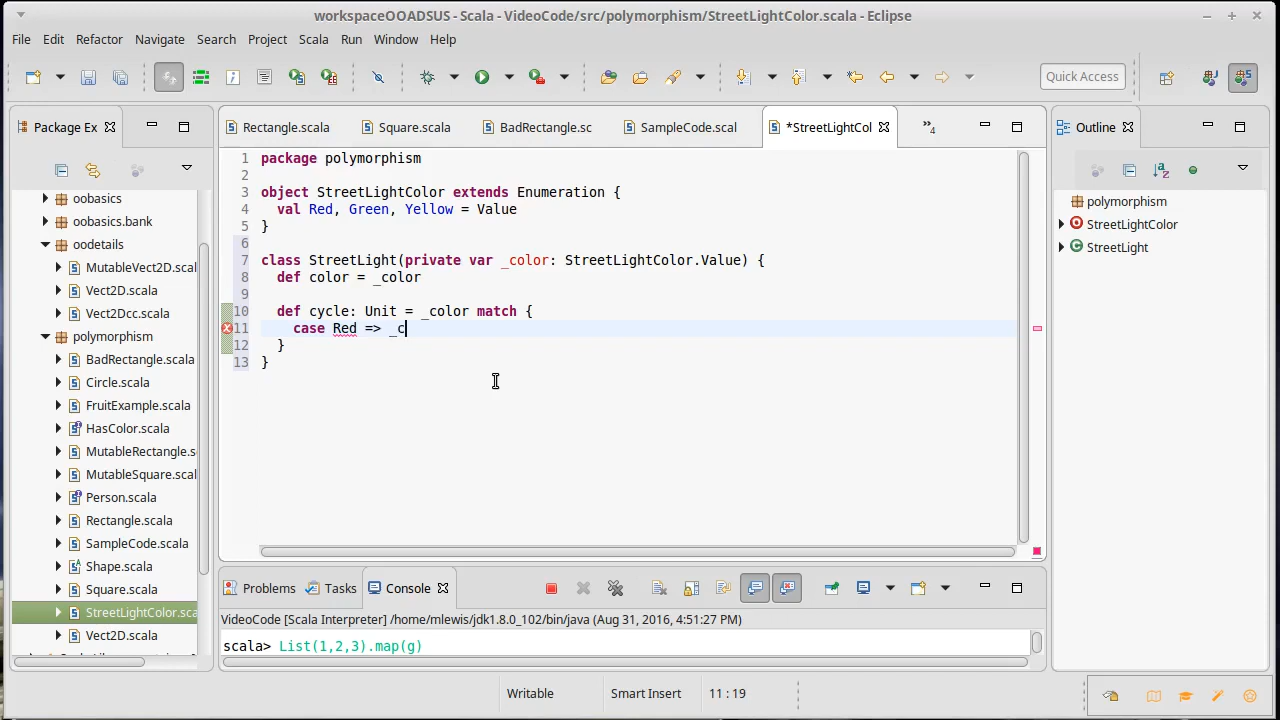 workspaceOOADSUS - Scala - VideoCode/src/polymorphism/StreetLightColor.scala - Eclipse
File Edit Refactor Navigate Search Project Scala Run Window Help
Quick Access
Package Ex
Rectangle.scala Square.scala BadRectangle.sc SampleCode.scal *StreetLightCol »4
Outline
oobasics
oobasics.bank
oodetails
MutableVect2D.scal
Vect2D.scala
Vect2Dcc.scala
polymorphism
BadRectangle.scala
Circle.scala
FruitExample.scala
HasColor.scala
MutableRectangle.s
MutableSquare.scal
Person.scala
Rectangle.scala
SampleCode.scala
Shape.scala
Square.scala
StreetLightColor.sca
Vect2D.scala
1 package polymorphism
2
3 object StreetLightColor extends Enumeration {
4 val Red, Green, Yellow = Value
5 }
6
7 class StreetLight(private var _color: StreetLightColor.Value) {
8 def color = _color
9
10 def cycle: Unit = _color match {
11 case Red => _c
12 }
13 }
polymorphism
StreetLightColor
StreetLight
Problems Tasks Console
VideoCode [Scala Interpreter] /home/mlewis/jdk1.8.0_102/bin/java (Aug 31, 2016, 4:51:27 PM)
scala> List(1,2,3).map(g)
Writable Smart Insert 11 : 19